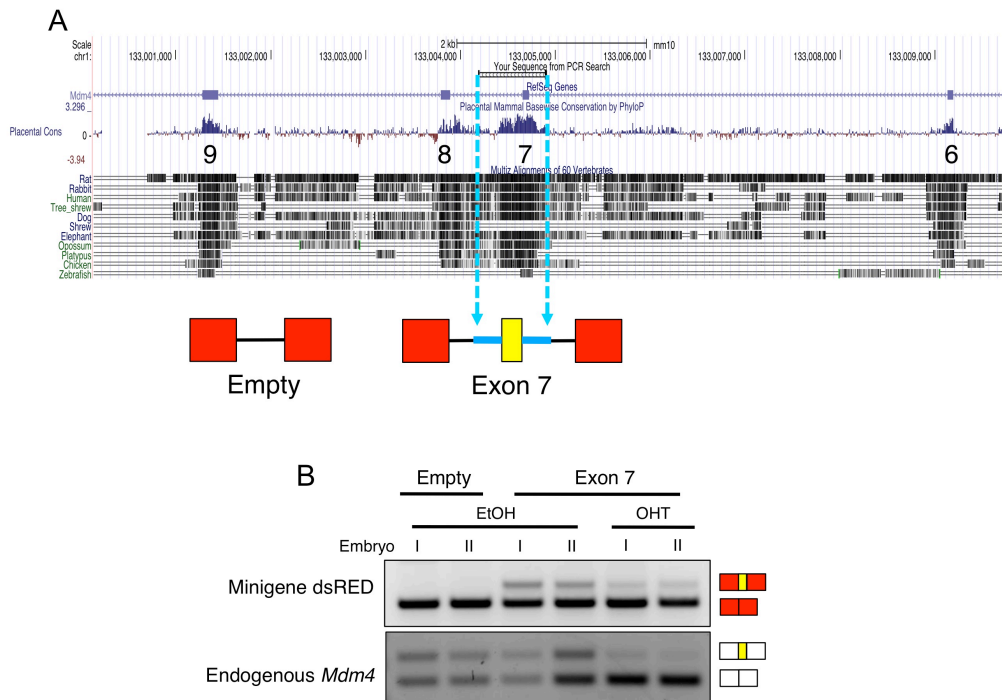 A
Scale
2 kb
mm10
chr1:
133,001,000
133,002,000
133,003,000
133,004,000
133,005,000
133,006,000
133,007,000
133,008,000
133,009,000
Your Sequence from PCR Search
RefSeq Genes
Mdm4
3.296 _
Placental Mammal Basewise Conservation by PhyloP
Placental Cons
0 -
-3.94
9
8
7
6
Multiz Alignments of 60 Vertebrates
Rat
Rabbit
Human
Tree_shrew
Dog
Shrew
Elephant
Opossum
Platypus
Chicken
Zebrafish
Empty
Exon 7
B
Empty
Exon 7
EtOH
OHT
Embryo I II I II I II
Minigene dsRED
Endogenous Mdm4